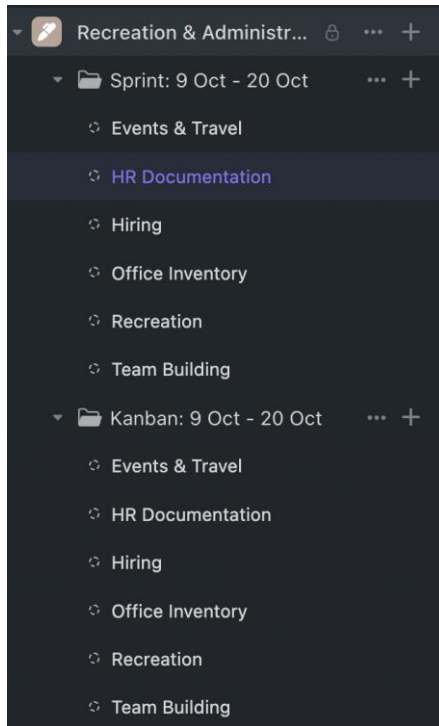 Recreation & Administr...
Sprint: 9 Oct - 20 Oct
Events & Travel
HR Documentation
Hiring
Office Inventory
Recreation
Team Building
Kanban: 9 Oct - 20 Oct
Events & Travel
HR Documentation
Hiring
Office Inventory
Recreation
Team Building